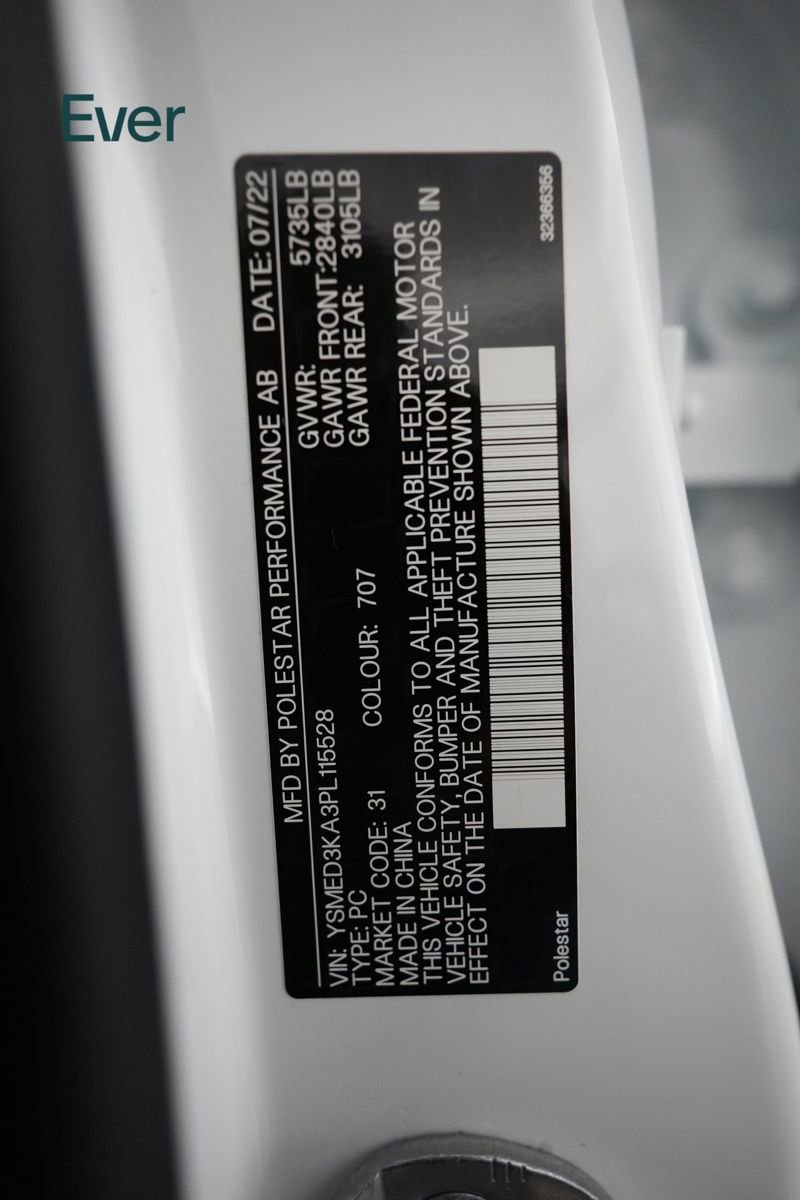 Ever
MFD BY POLESTAR PERFORMANCE AB DATE: 07/22
VIN: YSMED3KA3PL115528 GVWR: 5735LB
TYPE: PC GAWR FRONT:2840LB
MARKET CODE: 31 COLOUR: 707 GAWR REAR: 3105LB
MADE IN CHINA
THIS VEHICLE CONFORMS TO ALL APPLICABLE FEDERAL MOTOR
VEHICLE SAFETY, BUMPER AND THEFT PREVENTION STANDARDS IN
EFFECT ON THE DATE OF MANUFACTURE SHOWN ABOVE.
Polestar 32366356